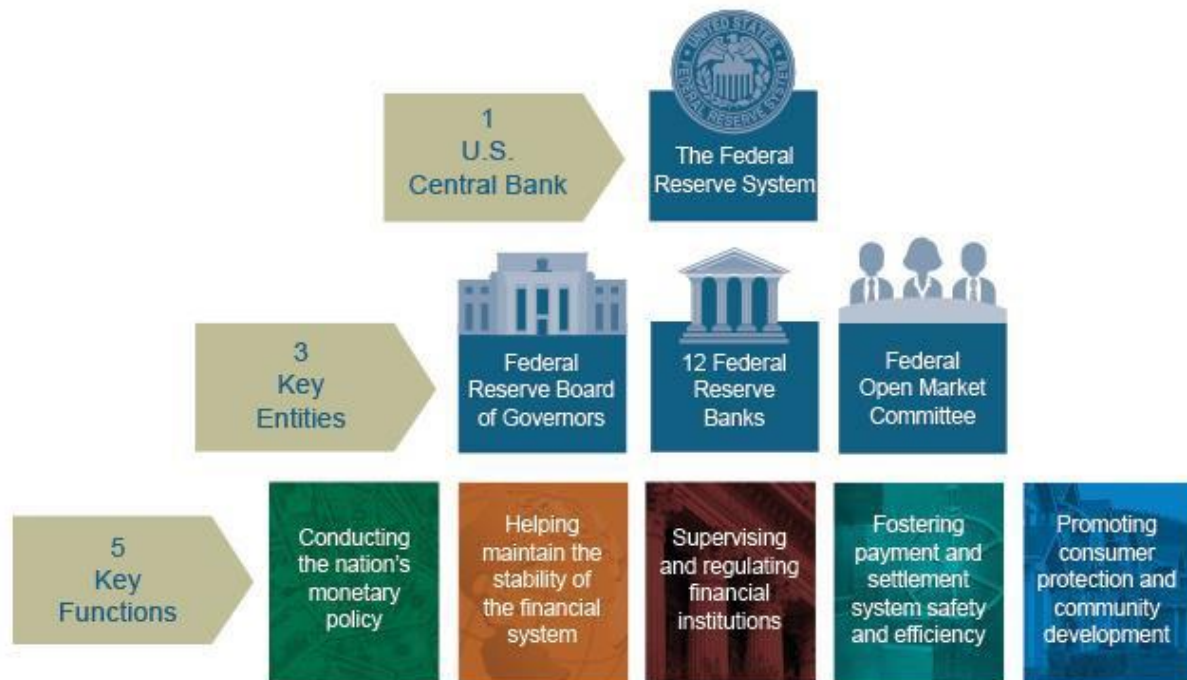 UNITED STATES
FEDERAL RESERVE SYSTEM
1
U.S.
Central Bank
The Federal
Reserve System
3
Key
Entities
Federal
Reserve Board
of Governors
12 Federal
Reserve
Banks
Federal
Open Market
Committee
5
Key
Functions
Conducting
the nation's
monetary
policy
Helping
maintain the
stability of
the financial
system
Supervising
and regulating
financial
institutions
Fostering
payment and
settlement
system safety
and efficiency
Promoting
consumer
protection and
community
development